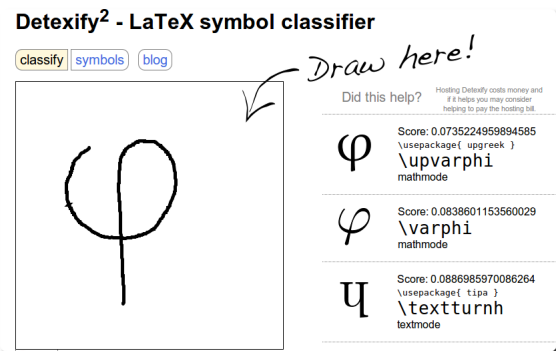 Detexify² - LaTeX symbol classifier
classify symbols blog
Draw here!
Did this help?
Hosting Detexify costs money and
if it helps you may consider
helping to pay the hosting bill.
φ
Score: 0.0735224959894585
\usepackage{ upgreek }
\upvarphi
mathmode
φ
Score: 0.0838601153560029
\varphi
mathmode
ɥ
Score: 0.0886985970086264
\usepackage{ tipa }
\textturnh
textmode